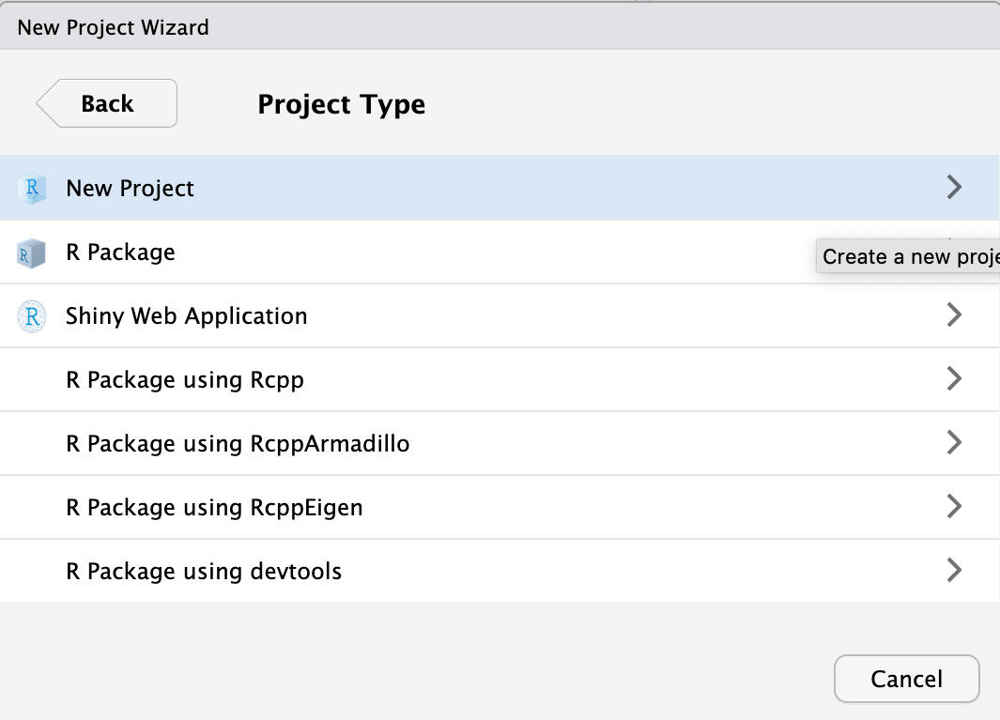 New Project Wizard
Back
Project Type
R New Project
R R Package
Create a new proje
R Shiny Web Application
R Package using Rcpp
R Package using RcppArmadillo
R Package using RcppEigen
R Package using devtools
Cancel